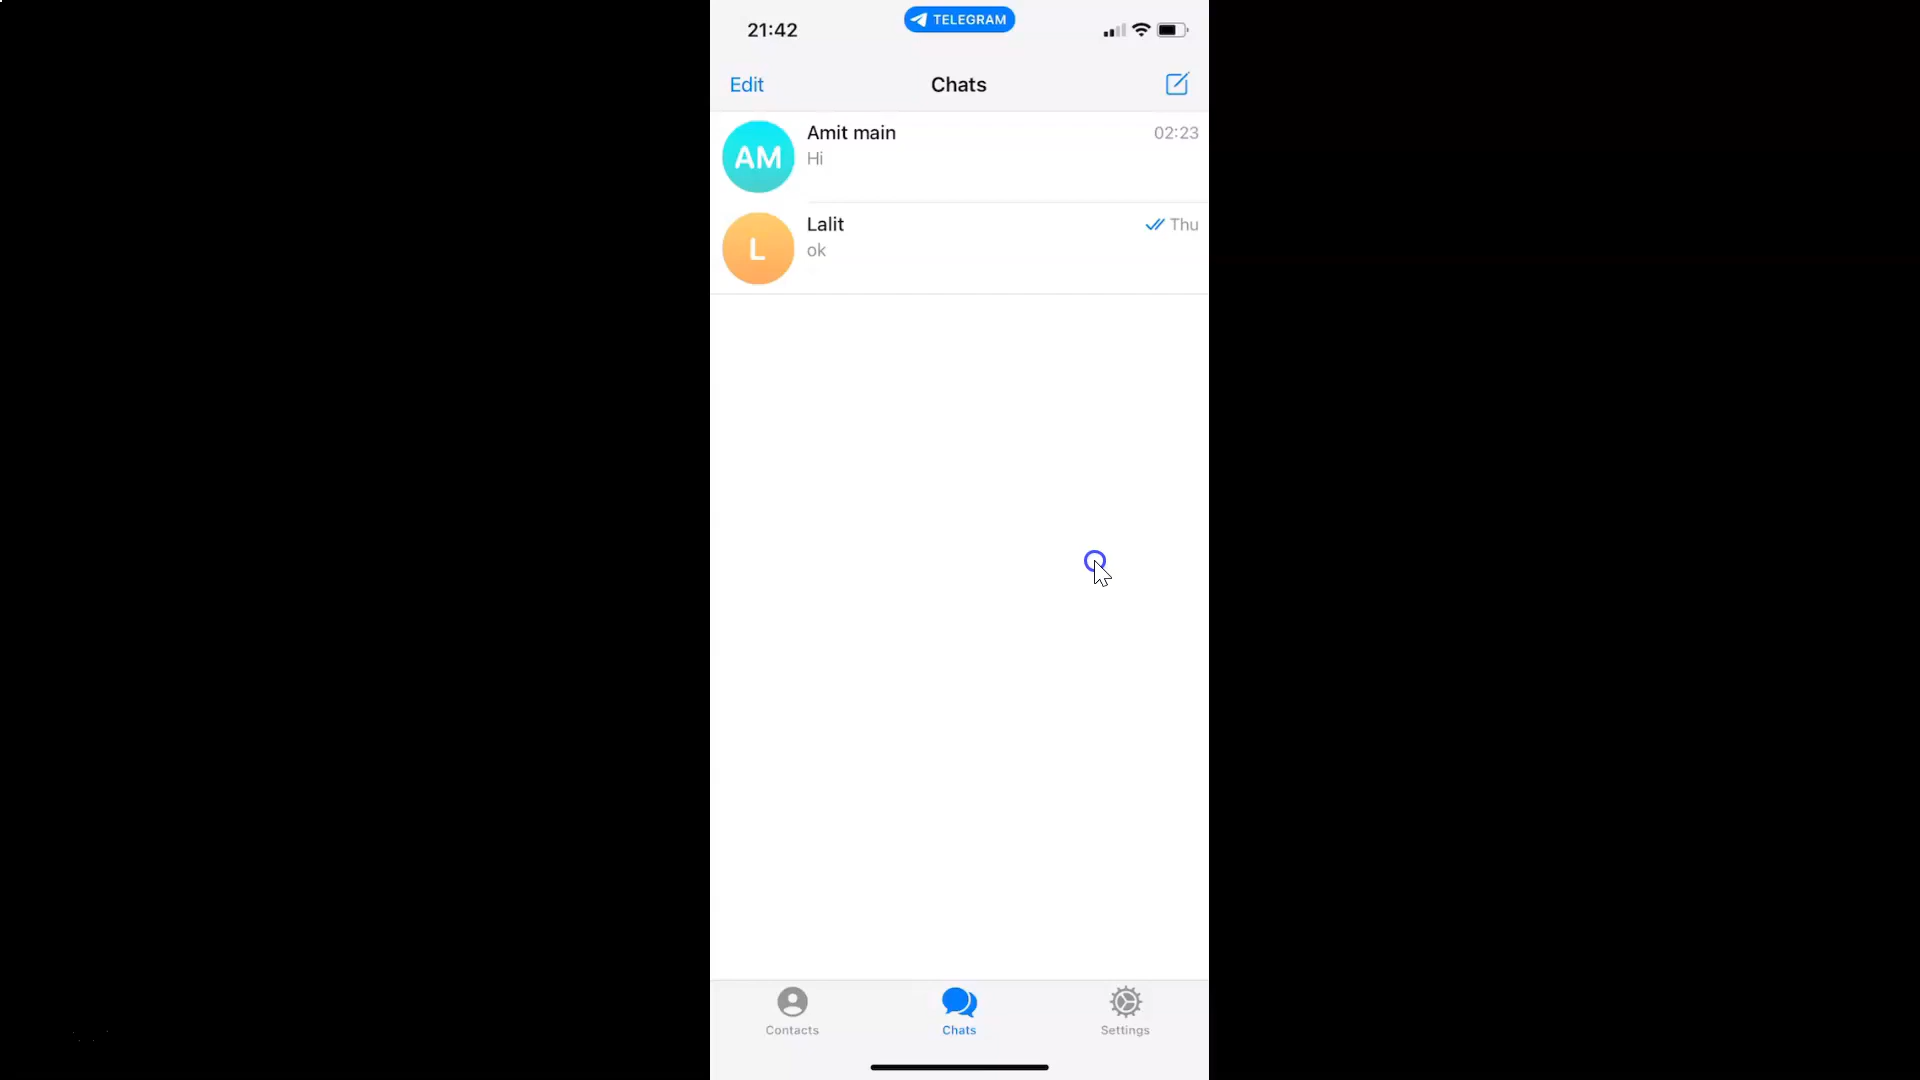 21:42
TELEGRAM
Edit
Chats
AM
Amit main
02:23
Hi
L
Lalit
Thu
ok
Contacts
Chats
Settings